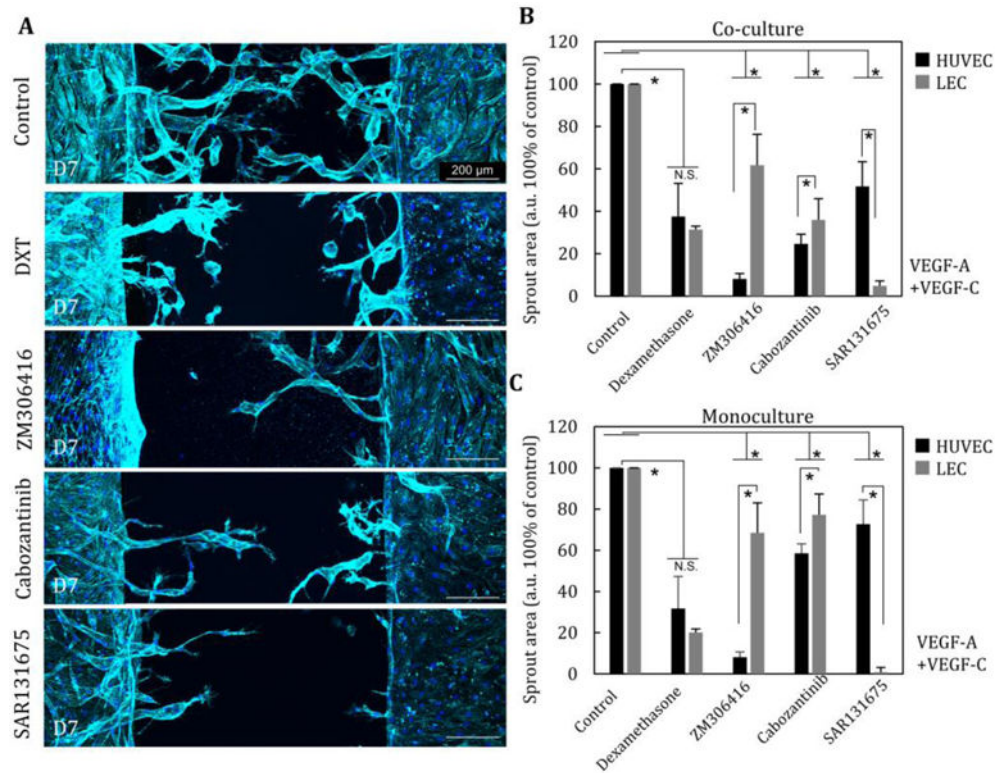 A
Control
D7
200 µm
DXT
D7
ZM306416
D7
Cabozantinib
D7
SAR131675
D7
B
Co-culture
Sprout area (a.u. 100% of control)
120
100
80
60
40
20
0
*
*
*
*
N.S.
*
*
*
HUVEC
LEC
VEGF-A
+VEGF-C
Control
Dexamethasone
ZM306416
Cabozantinib
SAR131675
C
Monoculture
Sprout area (a.u. 100% of control)
120
100
80
60
40
20
0
*
*
*
*
N.S.
*
*
*
HUVEC
LEC
VEGF-A
+VEGF-C
Control
Dexamethasone
ZM306416
Cabozantinib
SAR131675